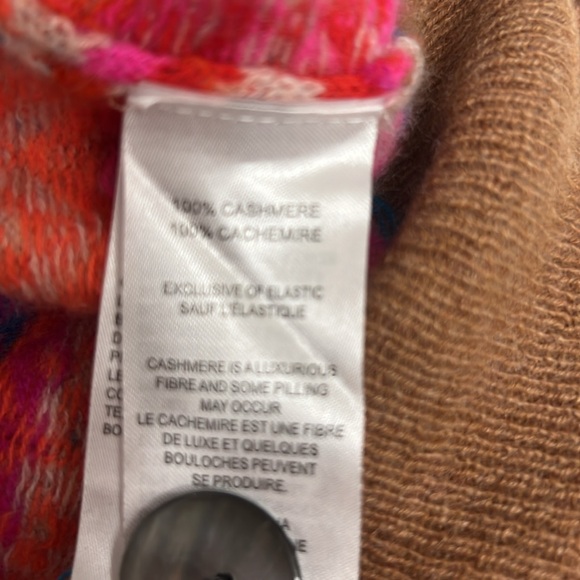 100% CASHMERE
100% CACHEMIRE
EXCLUSIVE OF ELASTIC
SAUF L'ÉLASTIQUE
CASHMERE IS A LUXURIOUS
FIBRE AND SOME PILLING
MAY OCCUR
LE CACHEMIRE EST UNE FIBRE
DE LUXE ET QUELQUES
BOULOCHES PEUVENT
SE PRODUIRE.